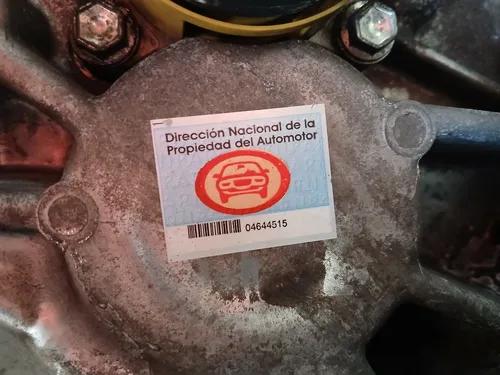 Dirección Nacional de la
Propiedad del Automotor
04644515